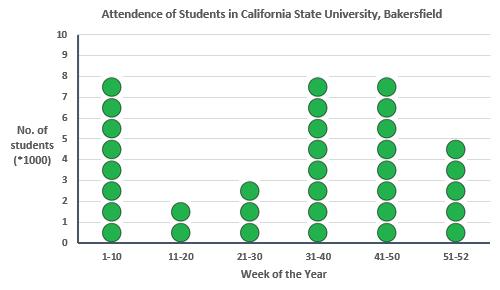 Attendence of Students in California State University, Bakersfield
10
9
8
7
6
5
4
3
2
1
0
No. of
students
(*1000)
1-10 11-20 21-30 31-40 41-50 51-52
Week of the Year